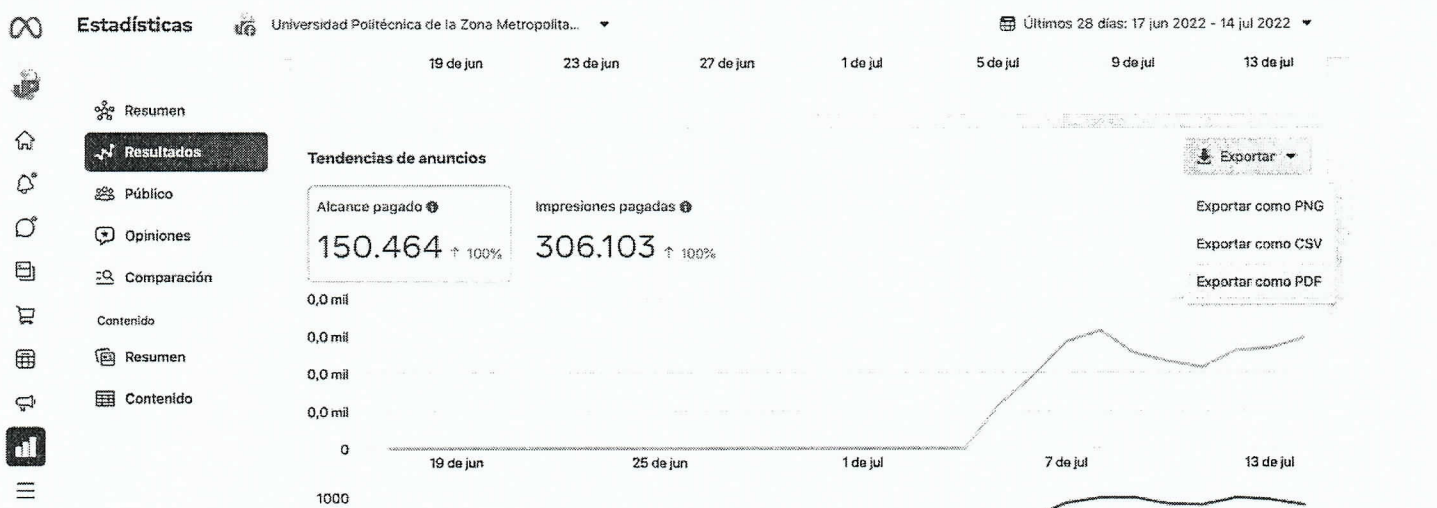 Estadísticas
Universidad Politécnica de la Zona Metropolita...
Últimos 28 días: 17 jun 2022 - 14 jul 2022
19 de jun 23 de jun 27 de jun 1 de jul 5 de jul 9 de jul 13 de jul
Resumen
Resultados
Público
Opiniones
Comparación
Contenido
Resumen
Contenido
Tendencias de anuncios
Exportar
Exportar como PNG
Exportar como CSV
Exportar como PDF
Alcance pagado
150.464 ↑ 100%
Impresiones pagadas
306.103 ↑ 100%
0,0 mil
0,0 mil
0,0 mil
0,0 mil
0
19 de jun 25 de jun 1 de jul 7 de jul 13 de jul
1000